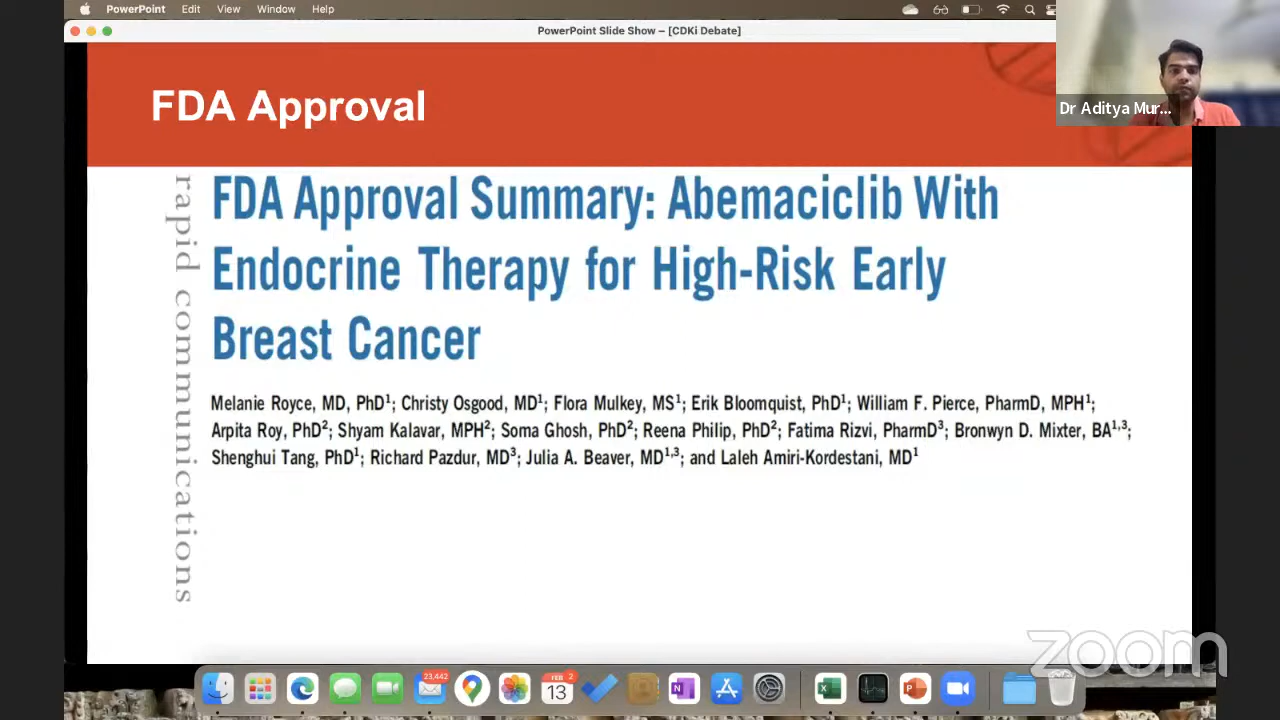 PowerPoint Edit View Window Help
PowerPoint Slide Show – [CDKi Debate]
Dr Aditya Mur...
FDA Approval
rapid communications
FDA Approval Summary: Abemaciclib With
Endocrine Therapy for High-Risk Early
Breast Cancer
Melanie Royce, MD, PhD1; Christy Osgood, MD1; Flora Mulkey, MS1; Erik Bloomquist, PhD1; William F. Pierce, PharmD, MPH1;
Arpita Roy, PhD2; Shyam Kalavar, MPH2; Soma Ghosh, PhD2; Reena Philip, PhD2; Fatima Rizvi, PharmD3; Bronwyn D. Mixter, BA1,3;
Shenghui Tang, PhD1; Richard Pazdur, MD3; Julia A. Beaver, MD1,3; and Laleh Amiri-Kordestani, MD1
zoom
23,442
FEB 2
13